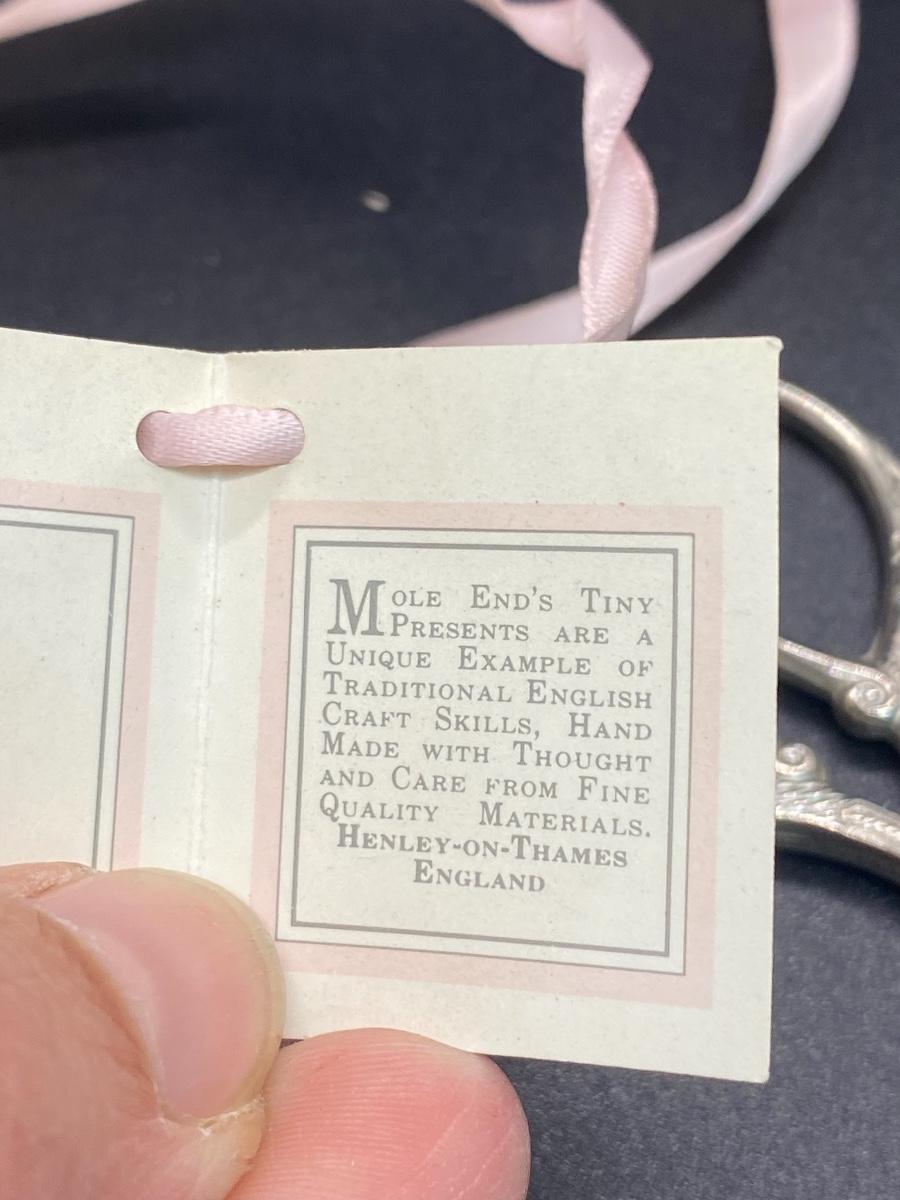 Mole End's Tiny
Presents are a
Unique Example of
Traditional English
Craft Skills, Hand
Made with Thought
and Care from Fine
Quality Materials.
Henley-on-Thames
England